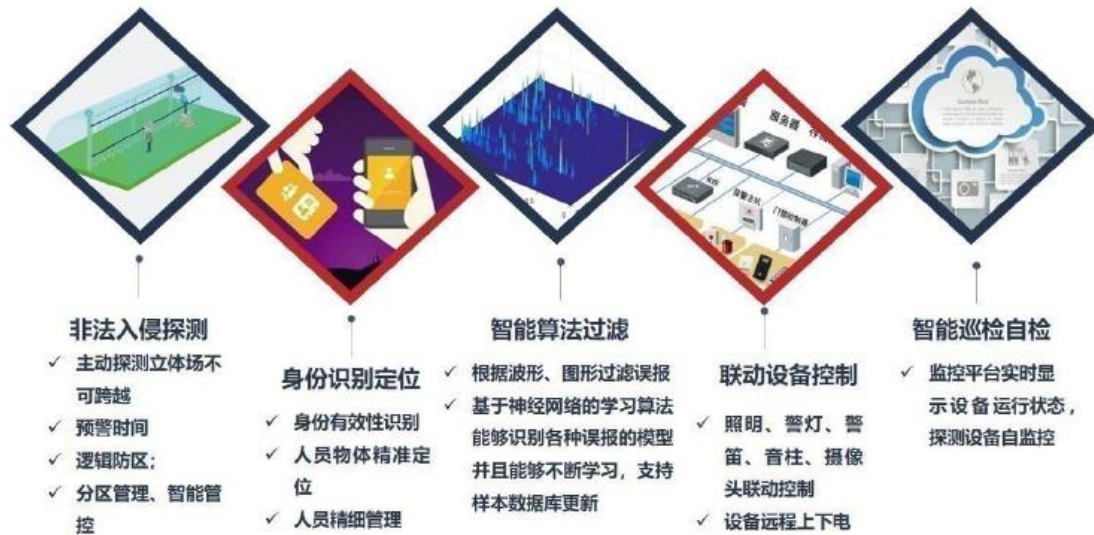 服务器
报警主机
门禁控制器
非法入侵探测
✓ 主动探测立体场不
可跨越
✓ 预警时间
✓ 逻辑防区；
✓ 分区管理、智能管
控
身份识别定位
✓ 身份有效性识别
✓ 人员物体精准定
位
✓ 人员精细管理
智能算法过滤
✓ 根据波形、图形过滤误报
✓ 基于神经网络的学习算法
能够识别各种误报的模型
并且能够不断学习，支持
样本数据库更新
联动设备控制
✓ 照明、警灯、警
笛、音柱、摄像
头联动控制
✓ 设备远程上下电
智能巡检自检
✓ 监控平台实时显
示设备运行状态，
探测设备自监控